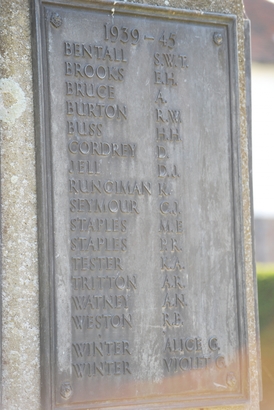 1939-45
BENTALL S.W.T.
BROOKS E.H.
BRUCE A.
BURTON R.W.
BUSS H.H.
CORDREY D.
JELL D.J.
RUNCIMAN R.
SEYMOUR G.J.
STAPLES M.F.
STAPLES P.R.
TESTER K.A.
TRITTON A.R.
WATNEY A.N.
WESTON R.E.
WINTER ALICE G.
WINTER VIOLET